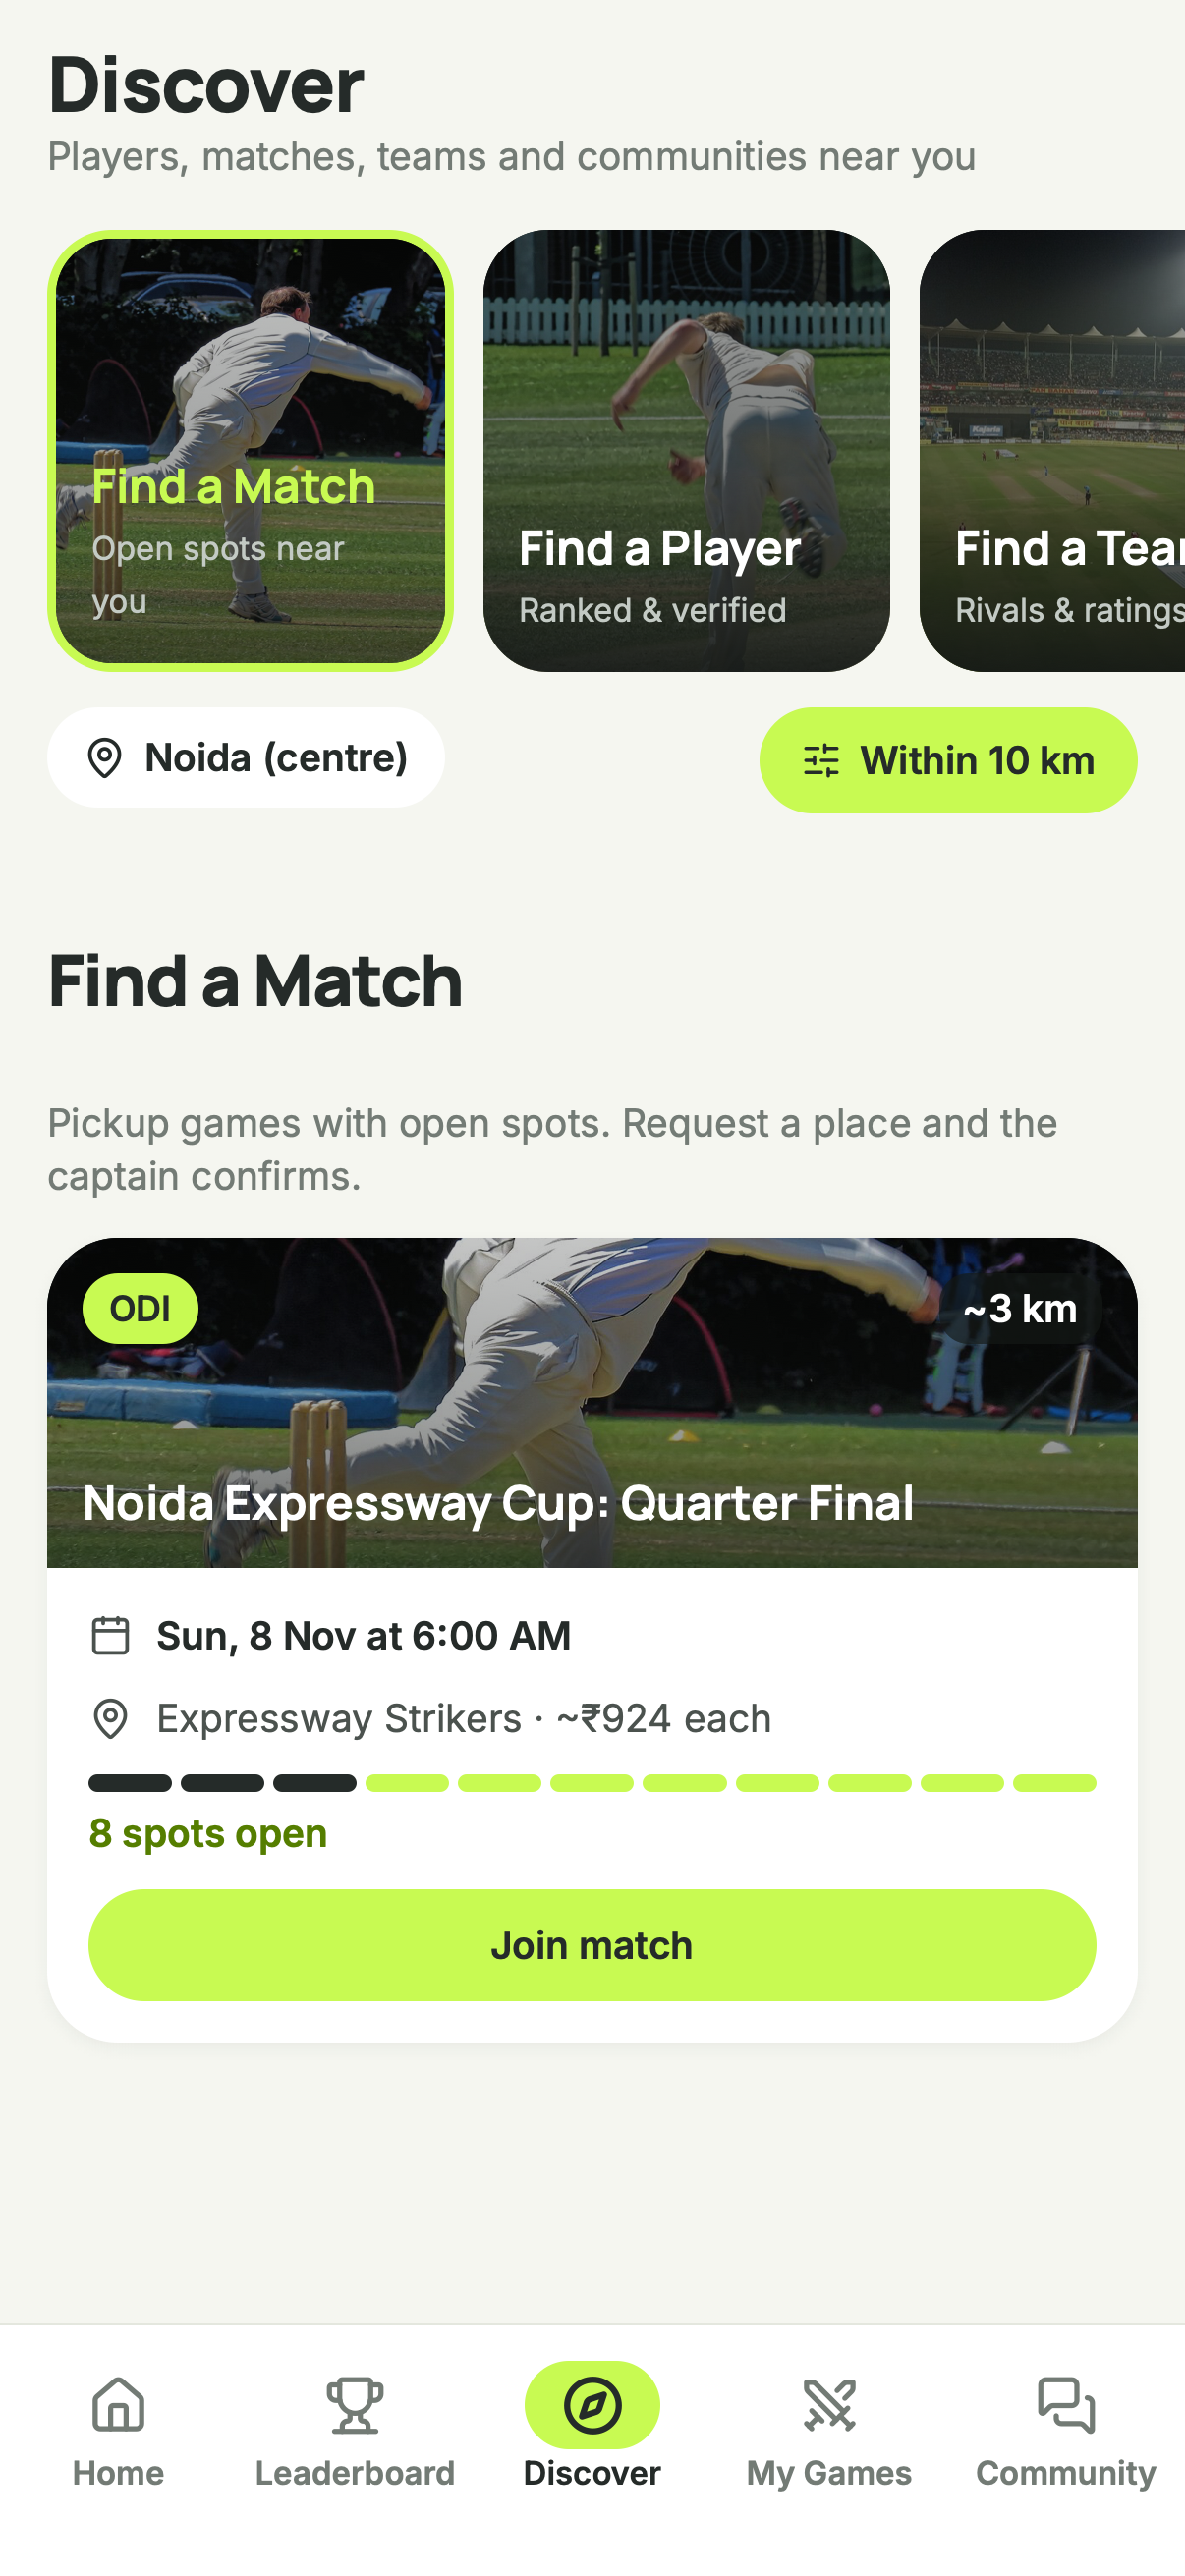 Discover
Players, matches, teams and communities near you
Find a Match
Open spots near
you
Find a Player
Ranked & verified
Find a Tea
Rivals & ratings
Noida (centre)
Within 10 km
Find a Match
Pickup games with open spots. Request a place and the
captain confirms.
ODI
~3 km
Noida Expressway Cup: Quarter Final
Sun, 8 Nov at 6:00 AM
Expressway Strikers · ~₹924 each
8 spots open
Join match
Home
Leaderboard
Discover
My Games
Community